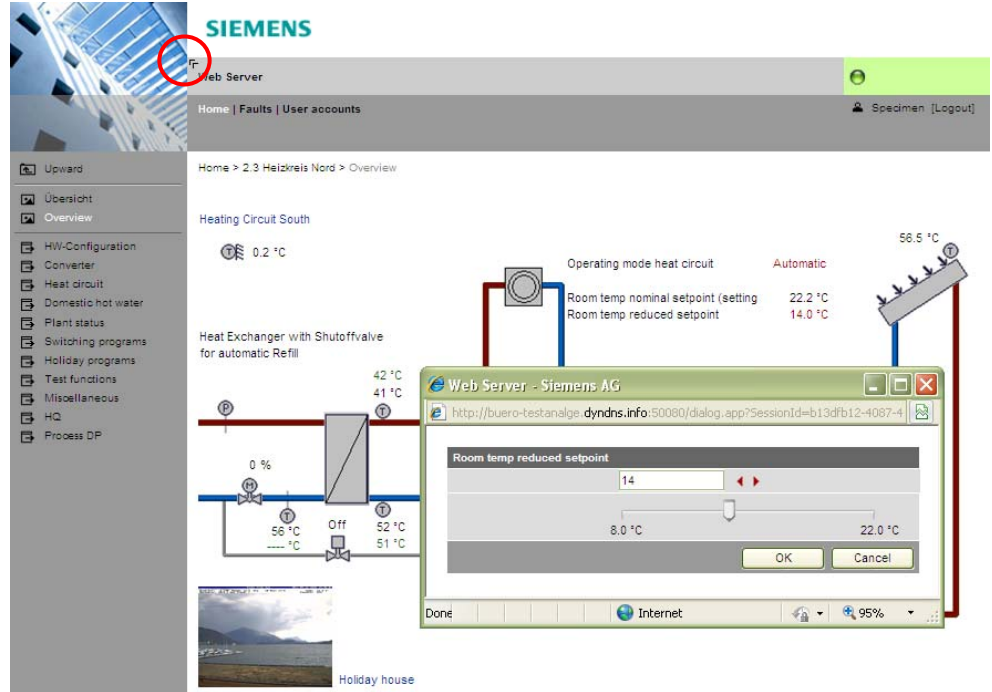 SIEMENS
Web Server
Home | Faults | User accounts
Specimen [Logout]
Upward
Übersicht
Overview
HW-Configuration
Converter
Heat circuit
Domestic hot water
Plant status
Switching programs
Holiday programs
Test functions
Miscellaneous
HQ
Process DP
Home > 2.3 Heizkreis Nord > Overview
Heating Circuit South
T
0.2 °C
56.5 °C
T
Operating mode heat circuit Automatic
Room temp nominal setpoint (setting 22.2 °C
Room temp reduced setpoint 14.0 °C
Heat Exchanger with Shutoffvalve
for automatic Refill
42 °C
41 °C
P
T
0 %
M
T
T
56 °C
Off
52 °C
---- °C
51 °C
Holiday house
Web Server - Siemens AG
http://buero-testanalge.dyndns.info:50080/dialog.app?SessionId=b13dfb12-4087-4
Room temp reduced setpoint
14
8.0 °C 22.0 °C
OK Cancel
Done Internet 95%